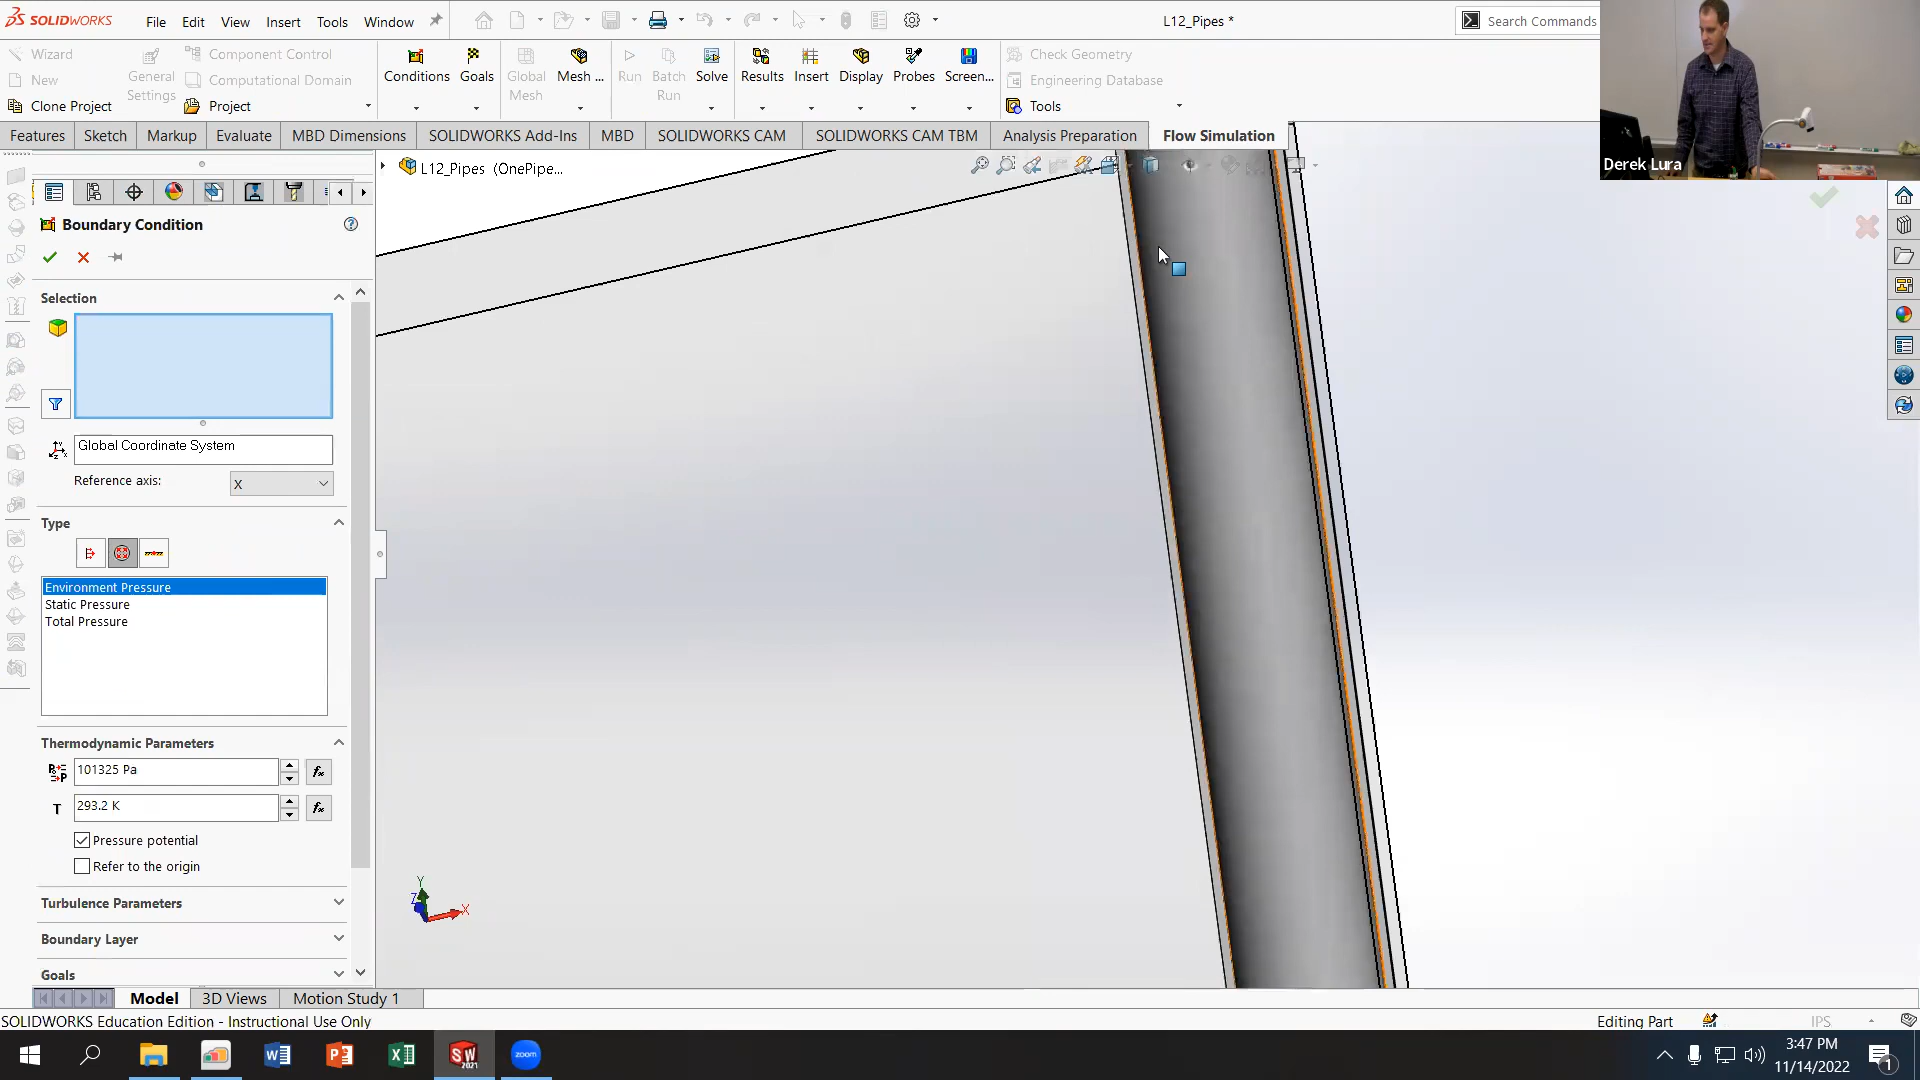 SOLIDWORKS
File Edit View Insert Tools Window
L12_Pipes *
Search Commands
Wizard
New
Clone Project
General Settings
Component Control
Computational Domain
Project
Conditions
Goals
Global Mesh
Mesh ...
Run
Batch Run
Solve
Results
Insert
Display
Probes
Screen...
Check Geometry
Engineering Database
Tools
Features Sketch Markup Evaluate MBD Dimensions SOLIDWORKS Add-Ins MBD SOLIDWORKS CAM SOLIDWORKS CAM TBM Analysis Preparation Flow Simulation
Derek Lura
L12_Pipes (OnePipe...
Boundary Condition
Selection
Global Coordinate System
Reference axis:
X
Type
Environment Pressure
Static Pressure
Total Pressure
Thermodynamic Parameters
101325 Pa
T
293.2 K
Pressure potential
Refer to the origin
Turbulence Parameters
Boundary Layer
Goals
Y
Z
X
Model 3D Views Motion Study 1
SOLIDWORKS Education Edition - Instructional Use Only
Editing Part
IPS
SW
2021
zoom
3:47 PM
11/14/2022
1